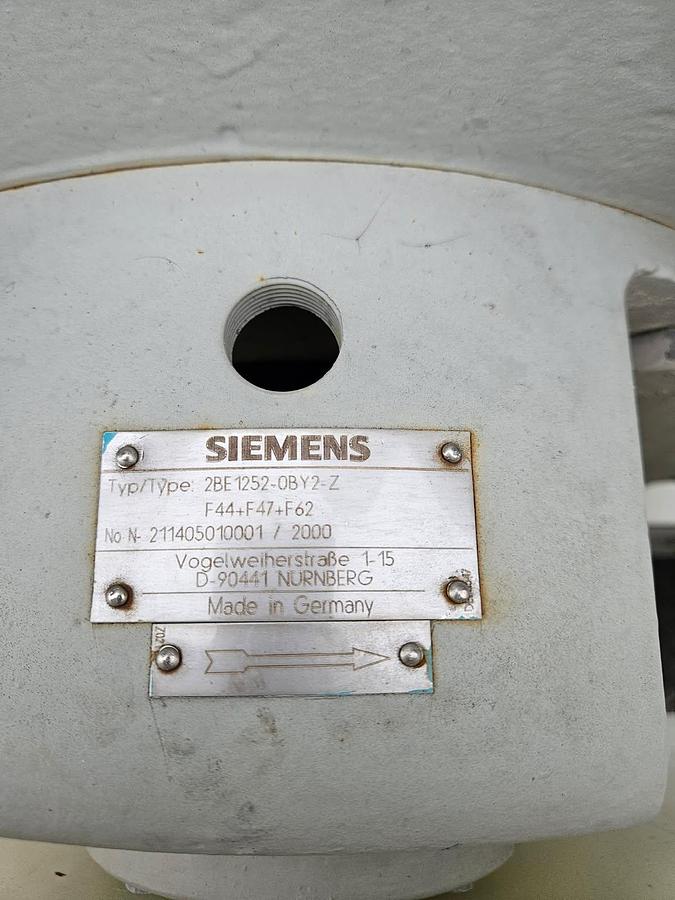 SIEMENS
Typ/Type: 2BE1252-0BY2-Z
F44+F47+F62
No N- 211405010001 / 2000
Vogelweiherstraße 1-15
D-90441 NÜRNBERG
Made in Germany